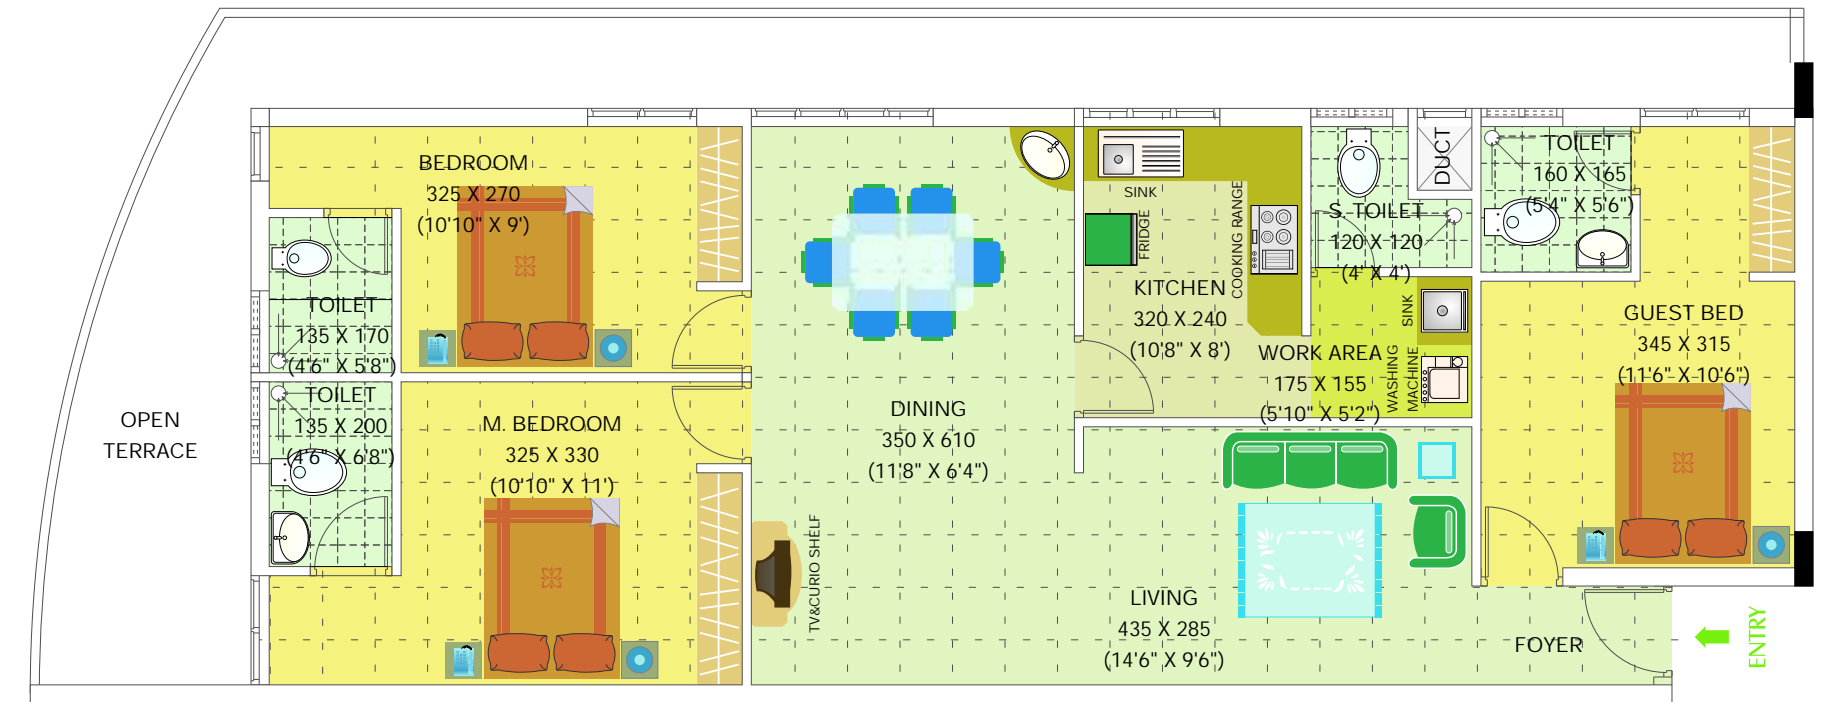 BEDROOM
325 X 270
(10'10" X 9')
TOILET
135 X 170
(4'6" X 5'8")
TOILET
135 X 200
(4'6" X 6'8")
M. BEDROOM
325 X 330
(10'10" X 11')
OPEN
TERRACE
DINING
350 X 610
(11'8" X 6'4")
TV&CURIO SHELF
SINK
FRIDGE
COOKING RANGE
KITCHEN
320 X 240
(10'8" X 8')
S. TOILET
120 X 120
(4' X 4')
DUCT
TOILET
160 X 165
(5'4" X 5'6")
SINK
WORK AREA
175 X 155
(5'10" X 5'2")
WASHING
MACHINE
GUEST BED
345 X 315
(11'6" X 10'6")
LIVING
435 X 285
(14'6" X 9'6")
FOYER
ENTRY